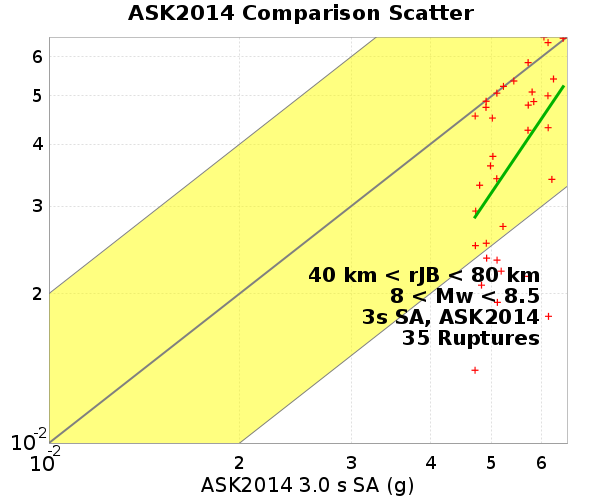 ASK2014 Comparison Scatter
6
5
4
3
2
10-2
40 km < rJB < 80 km
8 < Mw < 8.5
3s SA, ASK2014
35 Ruptures
10-2
2 3 4 5 6
ASK2014 3.0 s SA (g)